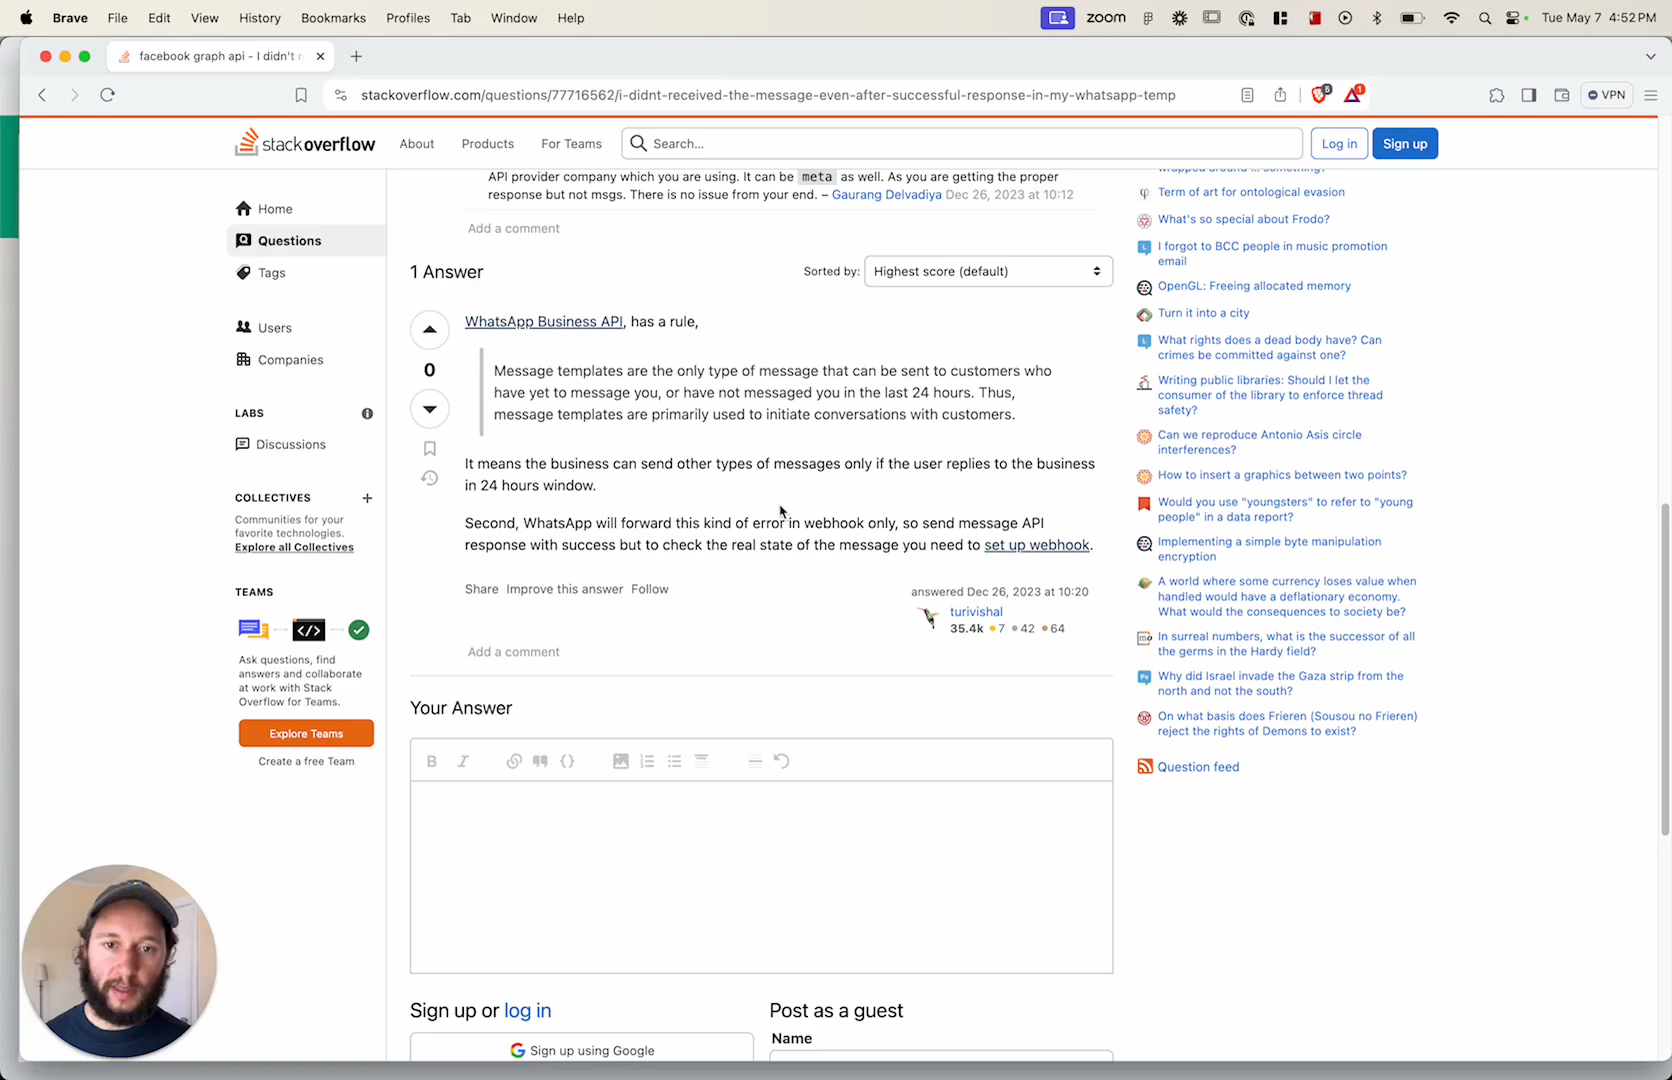 Brave File Edit View History Bookmarks Profiles Tab Window Help
zoom
Tue May 7 4:52 PM
facebook graph api - I didn't r
stackoverflow.com/questions/77716562/i-didnt-received-the-message-even-after-successful-response-in-my-whatsapp-temp
5
1
VPN
stackoverflow
About
Products
For Teams
Search...
Log in
Sign up
Home
Questions
Tags
Users
Companies
LABS
Discussions
COLLECTIVES
Communities for your
favorite technologies.
Explore all Collectives
TEAMS
Ask questions, find
answers and collaborate
at work with Stack
Overflow for Teams.
Explore Teams
Create a free Team
API provider company which you are using. It can be meta as well. As you are getting the proper
response but not msgs. There is no issue from your end. – Gaurang Delvadiya Dec 26, 2023 at 10:12
Add a comment
1 Answer
Sorted by:
Highest score (default)
0
WhatsApp Business API, has a rule,
Message templates are the only type of message that can be sent to customers who
have yet to message you, or have not messaged you in the last 24 hours. Thus,
message templates are primarily used to initiate conversations with customers.
It means the business can send other types of messages only if the user replies to the business
in 24 hours window.
Second, WhatsApp will forward this kind of error in webhook only, so send message API
response with success but to check the real state of the message you need to set up webhook.
Share Improve this answer Follow
answered Dec 26, 2023 at 10:20
turivishal
35.4k 7 42 64
Add a comment
Your Answer
B I
Sign up or log in
Sign up using Google
Post as a guest
Name
wrapped around ... something?
Term of art for ontological evasion
What's so special about Frodo?
I forgot to BCC people in music promotion
email
OpenGL: Freeing allocated memory
Turn it into a city
What rights does a dead body have? Can
crimes be committed against one?
Writing public libraries: Should I let the
consumer of the library to enforce thread
safety?
Can we reproduce Antonio Asis circle
interferences?
How to insert a graphics between two points?
Would you use "youngsters" to refer to "young
people" in a data report?
Implementing a simple byte manipulation
encryption
A world where some currency loses value when
handled would have a deflationary economy.
What would the consequences to society be?
In surreal numbers, what is the successor of all
the germs in the Hardy field?
Why did Israel invade the Gaza strip from the
north and not the south?
On what basis does Frieren (Sousou no Frieren)
reject the rights of Demons to exist?
Question feed